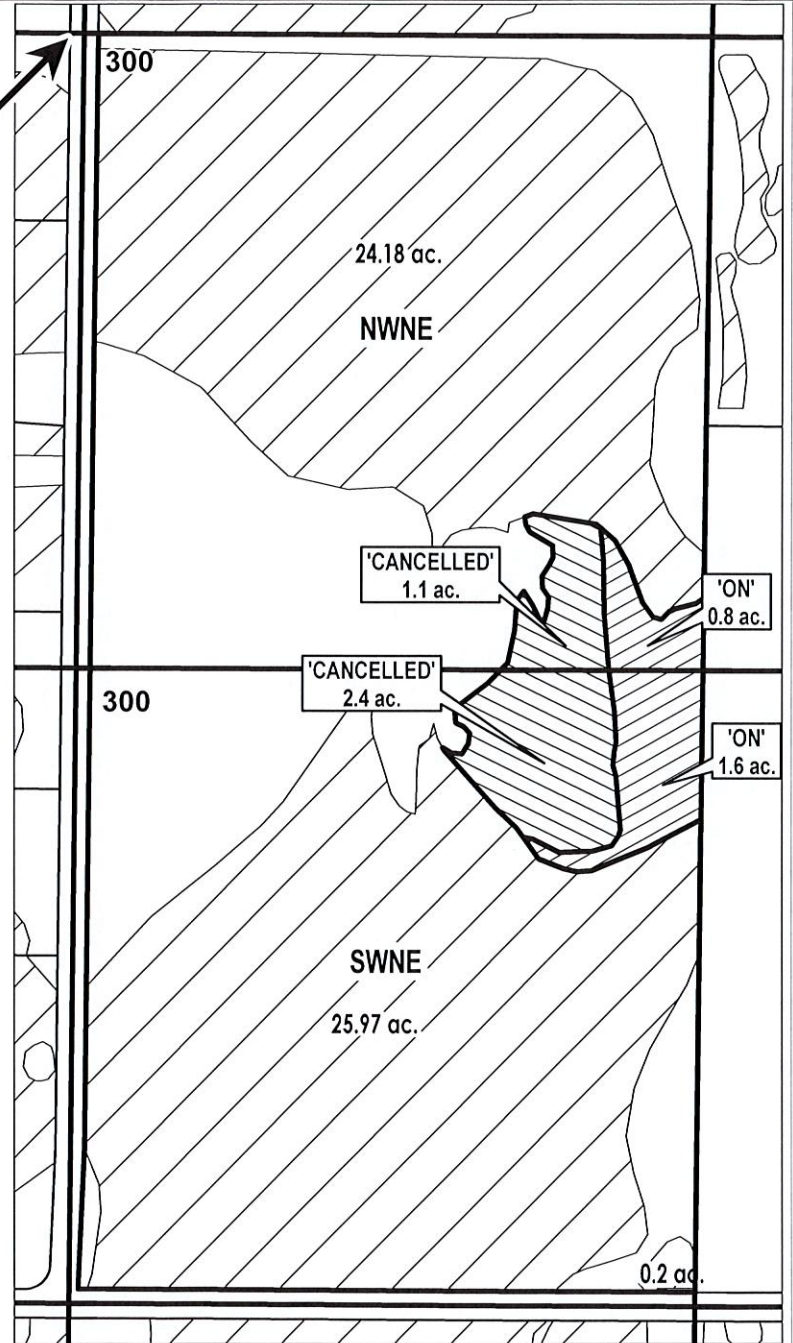 300
24.18 ac.
NWNE
'CANCELLED'
1.1 ac.
'ON'
0.8 ac.
'CANCELLED'
2.4 ac.
300
'ON'
1.6 ac.
SWNE
25.97 ac.
0.2 ac.